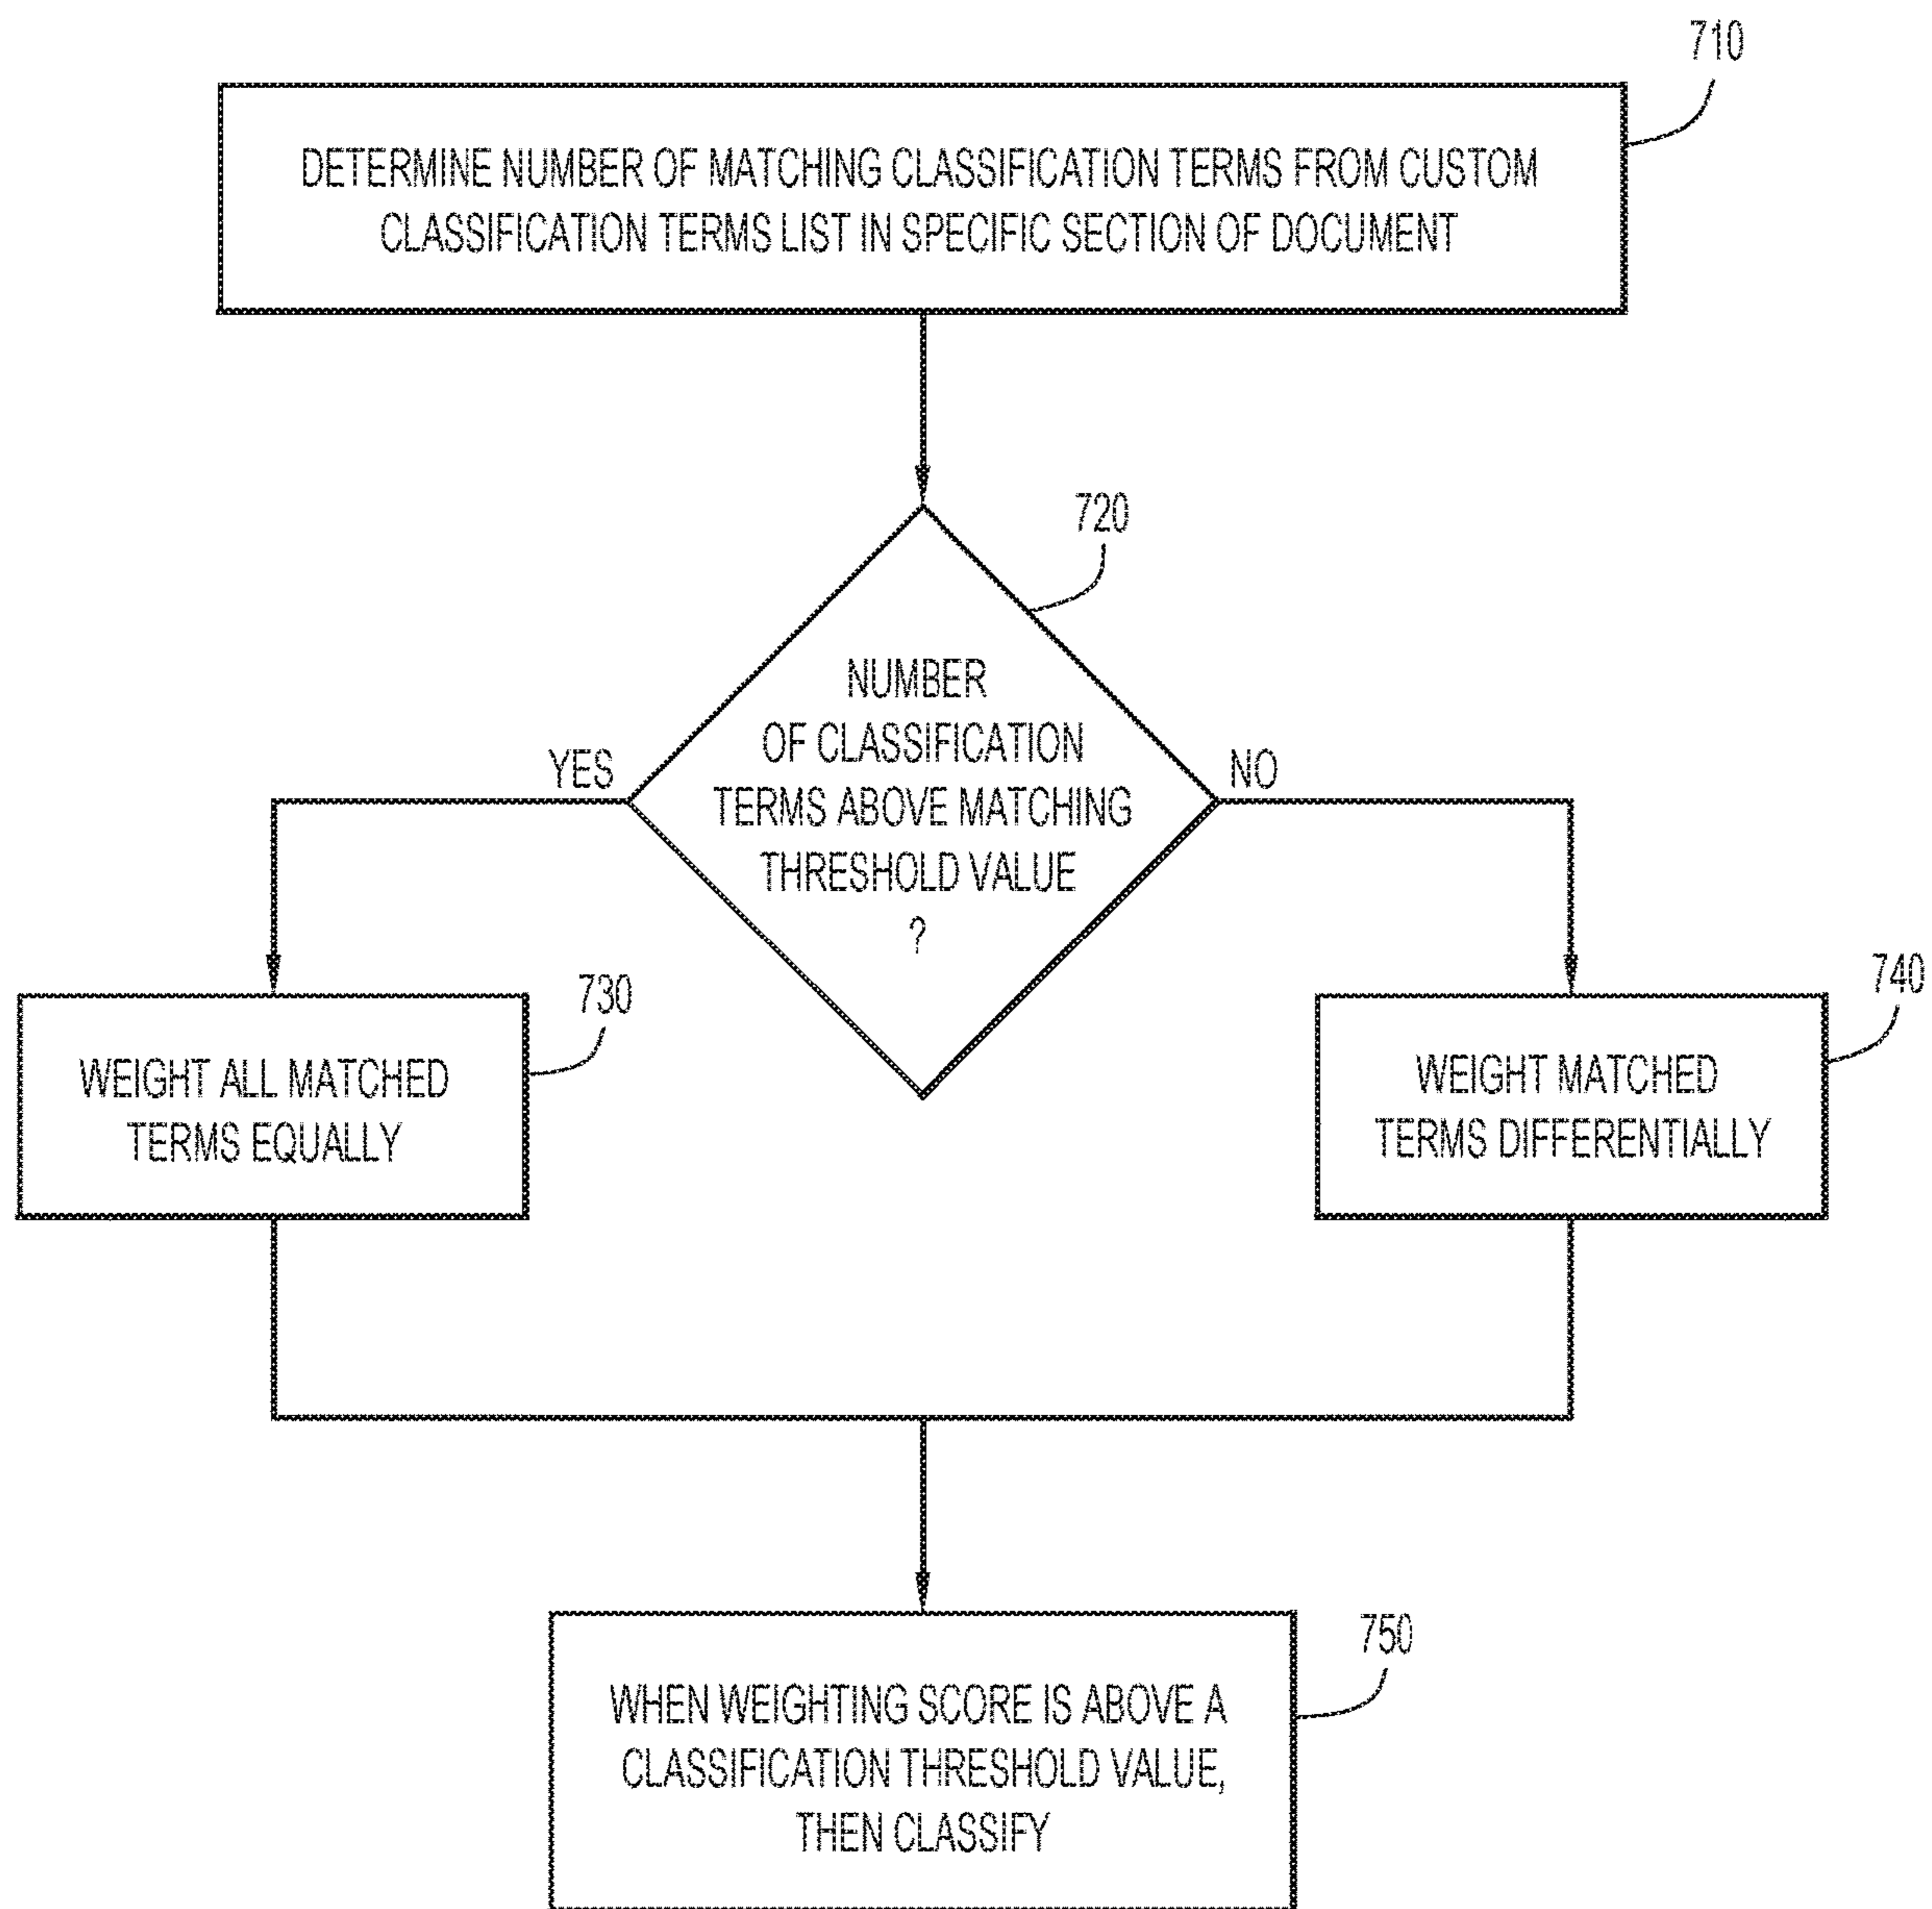 710
DETERMINE NUMBER OF MATCHING CLASSIFICATION TERMS FROM CUSTOM
CLASSIFICATION TERMS LIST IN SPECIFIC SECTION OF DOCUMENT
720
NUMBER
OF CLASSIFICATION
TERMS ABOVE MATCHING
THRESHOLD VALUE
?
YES
NO
730
WEIGHT ALL MATCHED
TERMS EQUALLY
740
WEIGHT MATCHED
TERMS DIFFERENTIALLY
750
WHEN WEIGHTING SCORE IS ABOVE A
CLASSIFICATION THRESHOLD VALUE,
THEN CLASSIFY